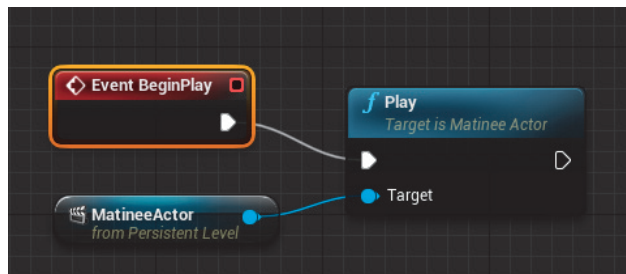 Event BeginPlay
f Play
Target is Matinee Actor
Target
MatineeActor
from Persistent Level